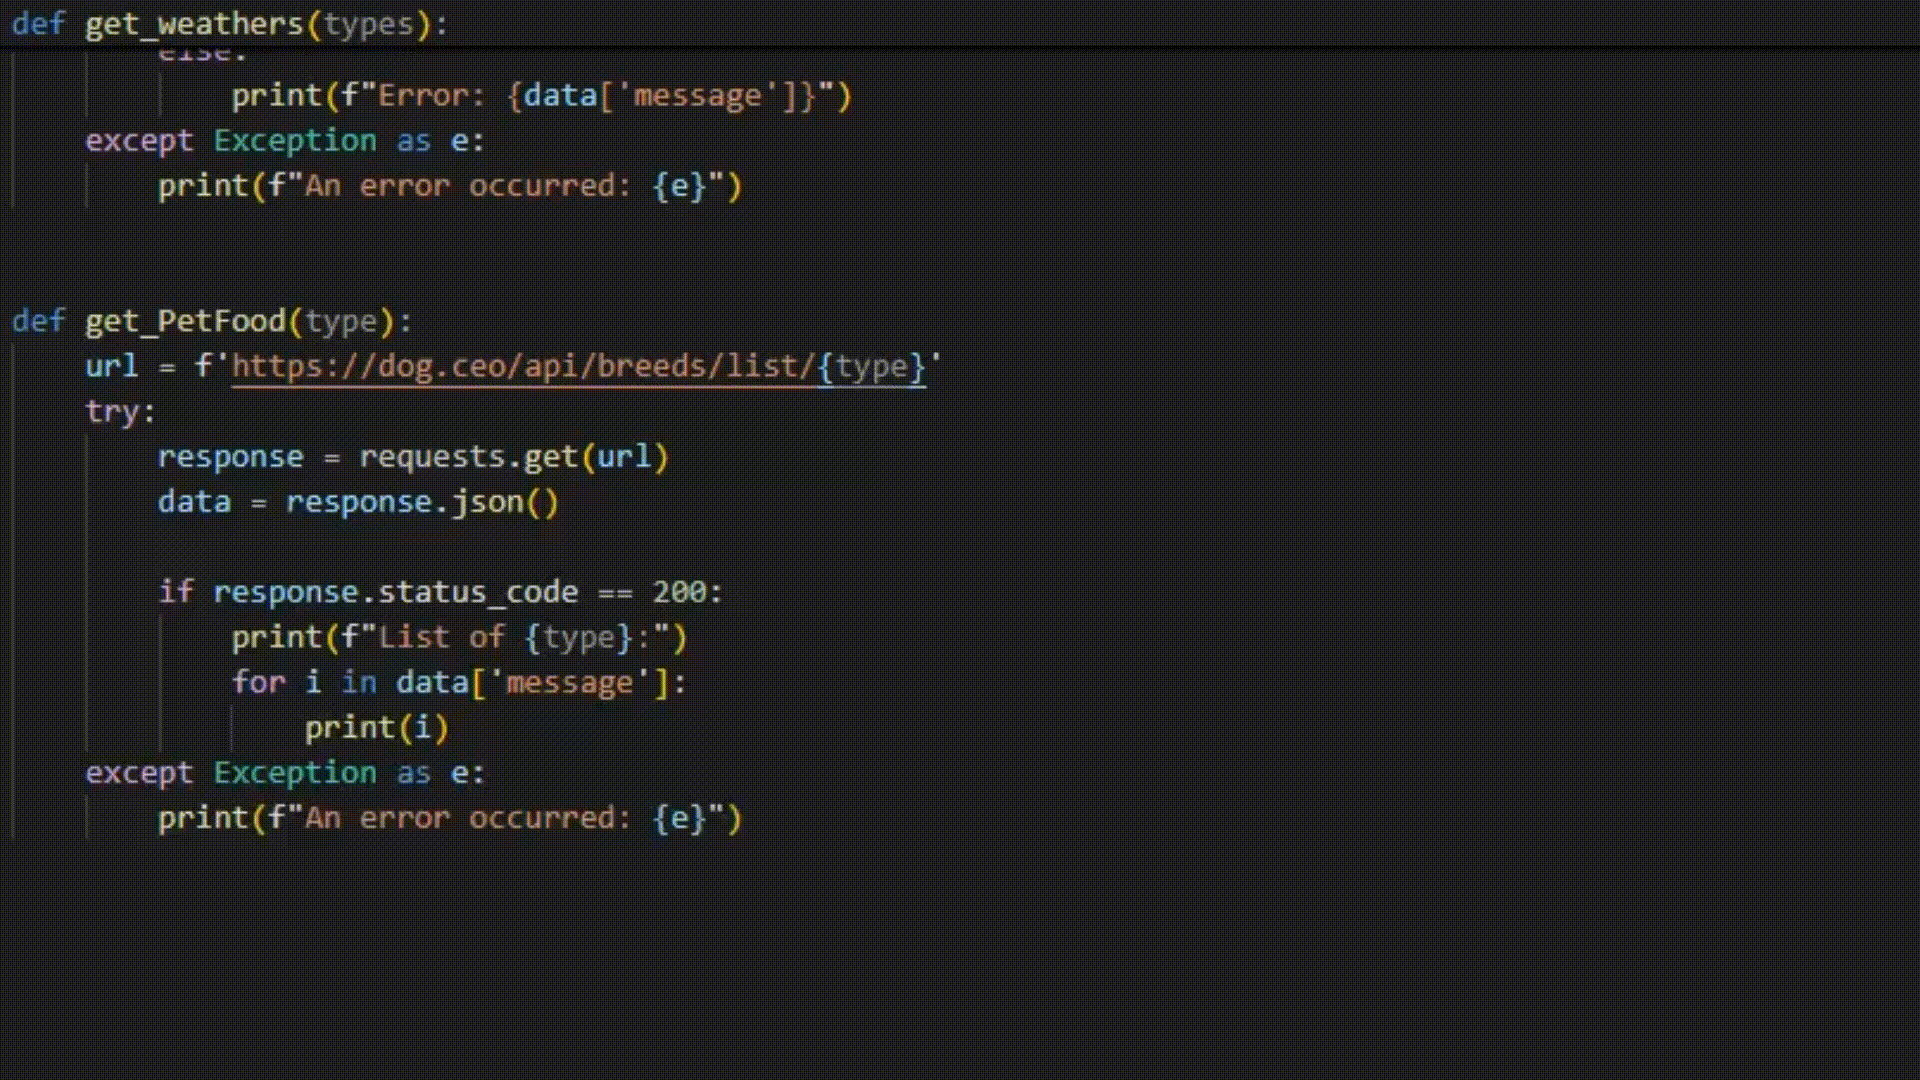 def get_weathers(types):
else:
print(f"Error: {data['message']}")
except Exception as e:
print(f"An error occurred: {e}")
def get_PetFood(type):
url = f'https://dog.ceo/api/breeds/list/{type}'
try:
response = requests.get(url)
data = response.json()
if response.status_code == 200:
print(f"List of {type}:")
for i in data['message']:
print(i)
except Exception as e:
print(f"An error occurred: {e}")